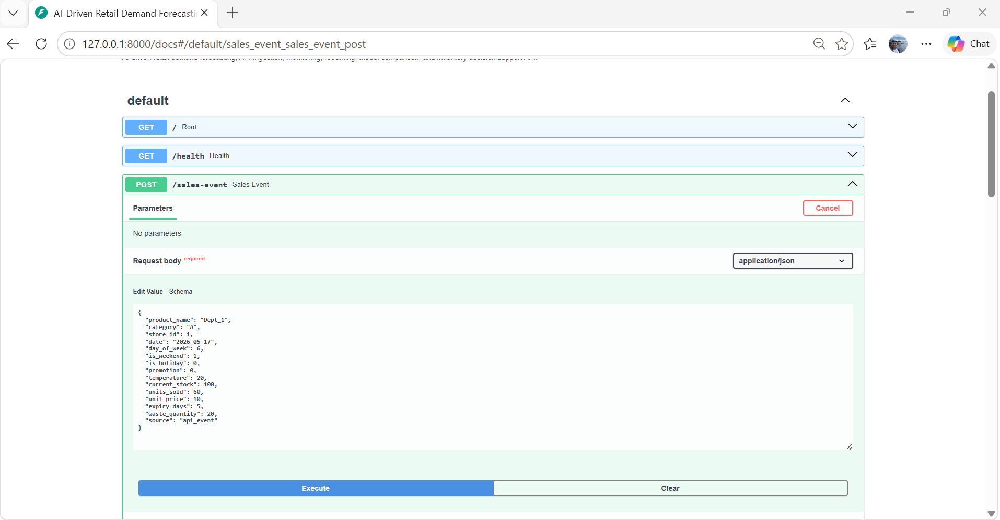 AI-Driven Retail Demand Forecasti
127.0.0.1:8000/docs#/default/sales_event_sales_event_post
Chat
default
GET / Root
GET /health Health
POST /sales-event Sales Event
Parameters
Cancel
No parameters
Request body required
application/json
Edit Value | Schema
{
"product_name": "Dept_1",
"category": "A",
"store_id": 1,
"date": "2026-05-17",
"day_of_week": 6,
"is_weekend": 1,
"is_holiday": 0,
"promotion": 0,
"temperature": 20,
"current_stock": 100,
"units_sold": 60,
"unit_price": 10,
"expiry_days": 5,
"waste_quantity": 20,
"source": "api_event"
}
Execute
Clear